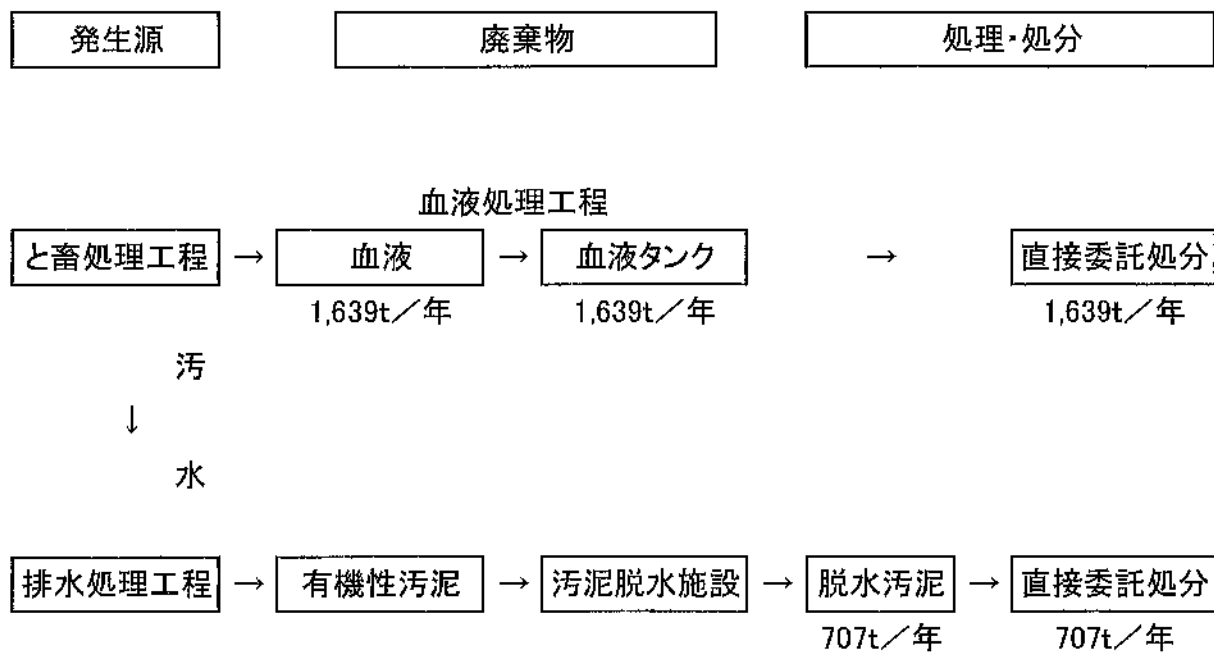 発生源 廃棄物 処理・処分
血液処理工程
と畜処理工程 → 血液 → 血液タンク → 直接委託処分
1,639t/年 1,639t/年 1,639t/年
汚
↓
水
排水処理工程 → 有機性汚泥 → 汚泥脱水施設 → 脱水汚泥 → 直接委託処分
707t/年 707t/年